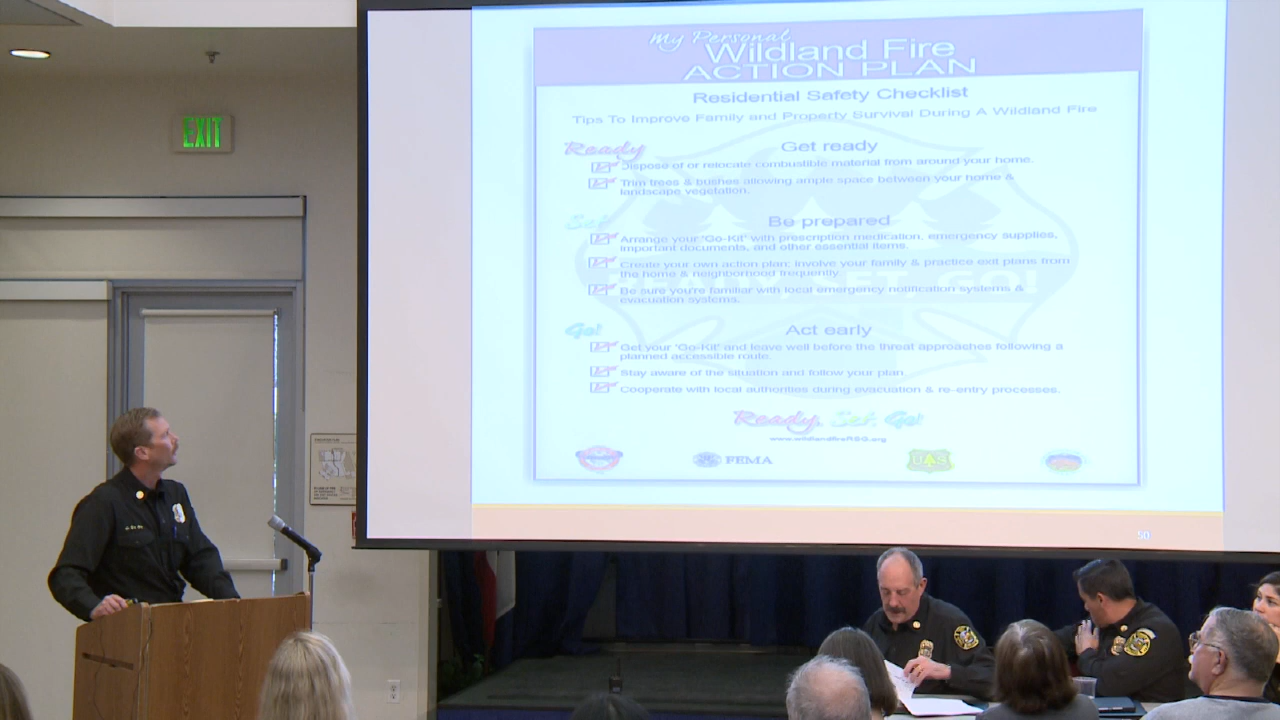 My Personal
Wildland Fire
ACTION PLAN
Residential Safety Checklist
Tips To Improve Family and Property Survival During A Wildland Fire
EXIT
Ready
Get ready
Dispose of or relocate combustible material from around your home.
Trim trees & bushes allowing ample space between your home &
landscape vegetation.
Set
Be prepared
Arrange your 'Go-Kit' with prescription medication, emergency supplies,
important documents, and other essential items.
Create your own action plan; involve your family & practice exit plans from
the home & neighborhood frequently.
Be sure you're familiar with local emergency notification systems &
evacuation systems.
Go!
Act early
Get your 'Go-Kit' and leave well before the threat approaches following a
planned accessible route.
Stay aware of the situation and follow your plan.
Cooperate with local authorities during evacuation & re-entry processes.
Ready, Set, Go!
www.wildlandfireRSG.org
FEMA
UAS
50